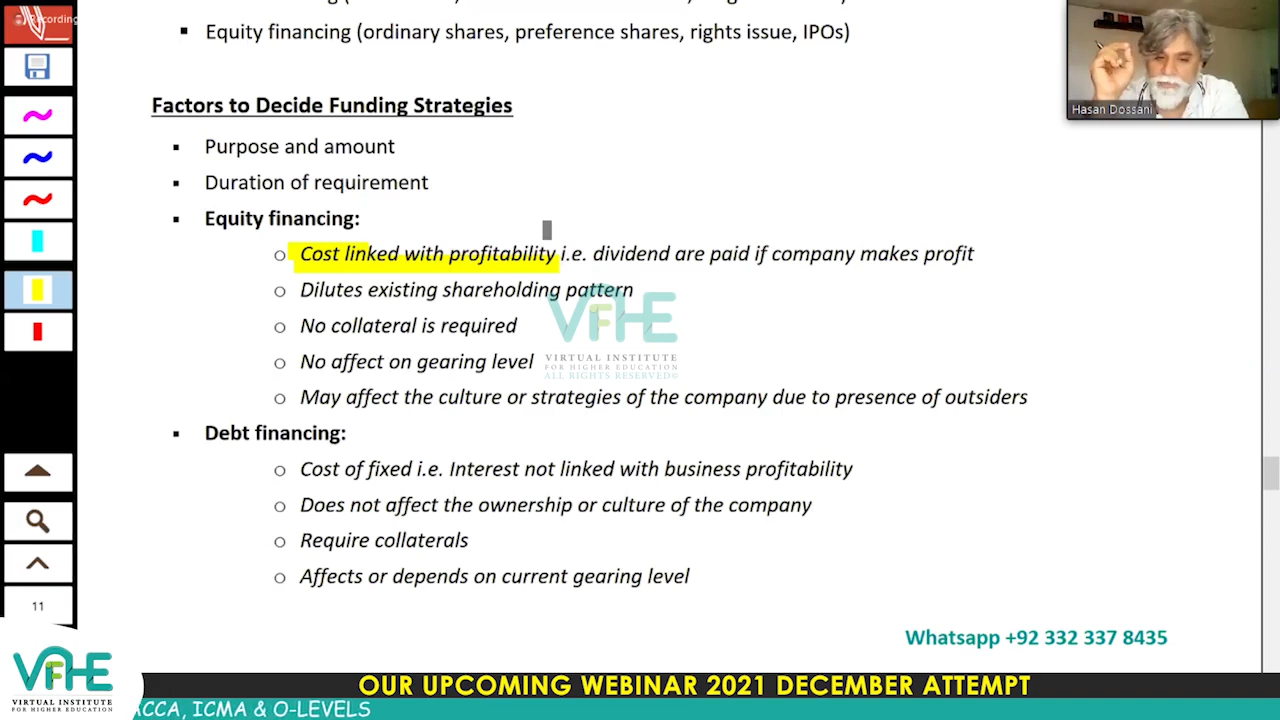 Recording
Equity financing (ordinary shares, preference shares, rights issue, IPOs)
Hasan Dossani
Factors to Decide Funding Strategies
Purpose and amount
Duration of requirement
Equity financing:
Cost linked with profitability i.e. dividend are paid if company makes profit
Dilutes existing shareholding pattern
No collateral is required
No affect on gearing level
May affect the culture or strategies of the company due to presence of outsiders
VFHE
VIRTUAL INSTITUTE
FOR HIGHER EDUCATION
ALL RIGHTS RESERVED©
Debt financing:
Cost of fixed i.e. Interest not linked with business profitability
Does not affect the ownership or culture of the company
Require collaterals
Affects or depends on current gearing level
11
Whatsapp +92 332 337 8435
VFHE
VIRTUAL INSTITUTE
FOR HIGHER EDUCATION
OUR UPCOMING WEBINAR 2021 DECEMBER ATTEMPT
ACCA, ICMA & O-LEVELS